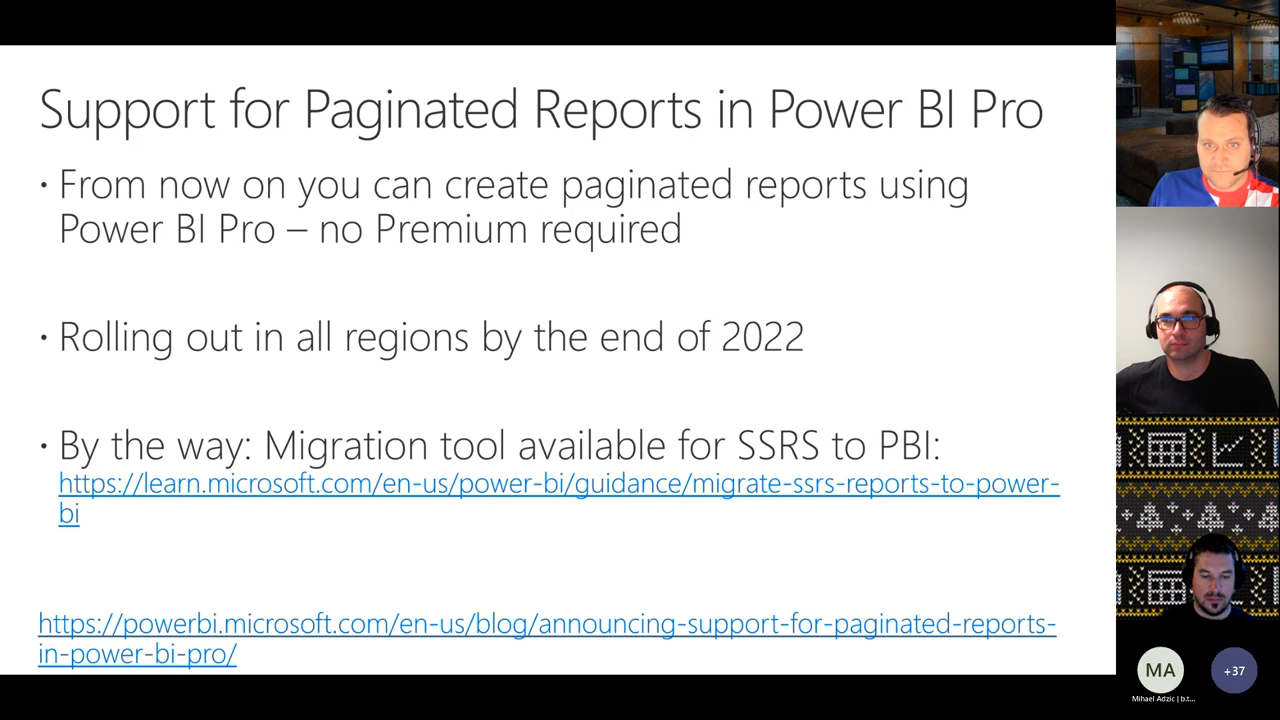 Support for Paginated Reports in Power BI Pro
• From now on you can create paginated reports using
Power BI Pro – no Premium required
• Rolling out in all regions by the end of 2022
• By the way: Migration tool available for SSRS to PBI:
https://learn.microsoft.com/en-us/power-bi/guidance/migrate-ssrs-reports-to-power-
bi
https://powerbi.microsoft.com/en-us/blog/announcing-support-for-paginated-reports-
in-power-bi-pro/
MA
+37
Mihael Adzic | b.t...